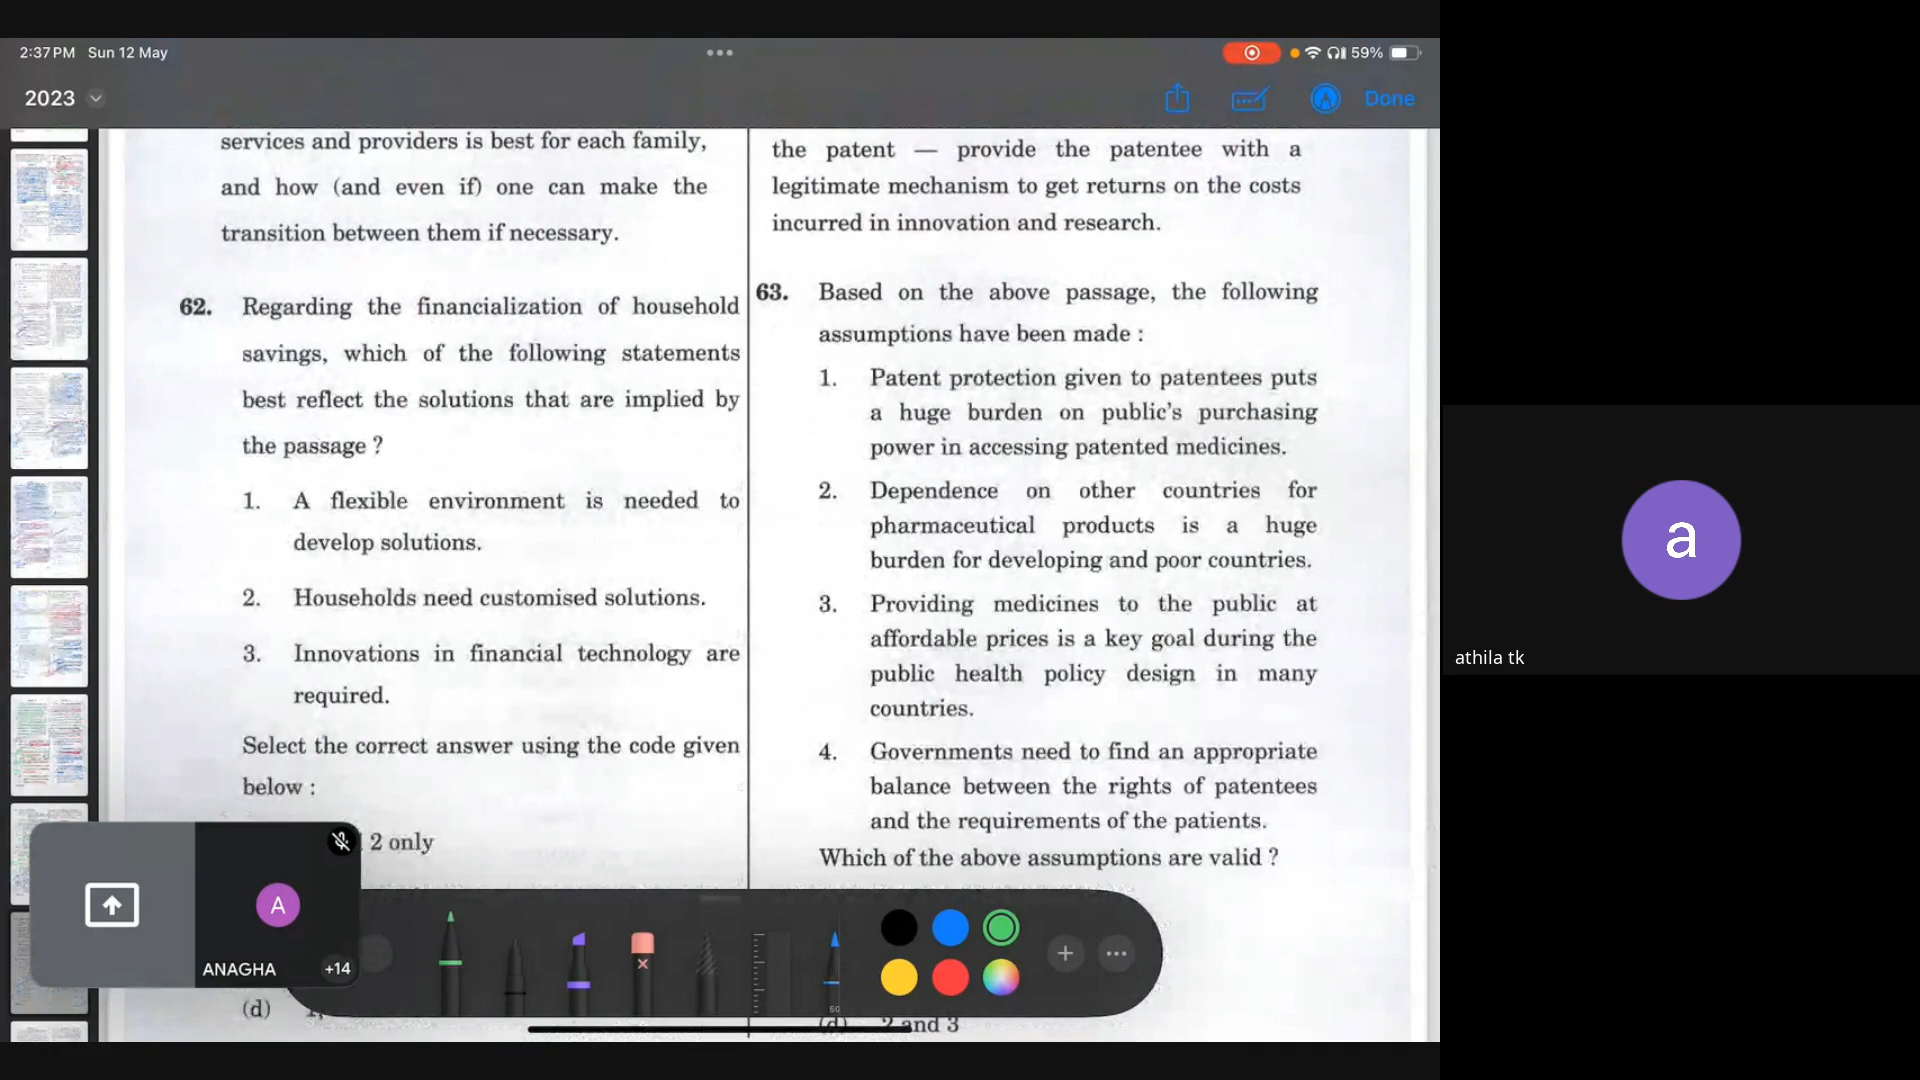 2:37 PM Sun 12 May
59%
2023
Done
services and providers is best for each family,
and how (and even if) one can make the
transition between them if necessary.
62. Regarding the financialization of household
savings, which of the following statements
best reflect the solutions that are implied by
the passage ?
1. A flexible environment is needed to
develop solutions.
2. Households need customised solutions.
3. Innovations in financial technology are
required.
Select the correct answer using the code given
below :
2 only
(d)
the patent — provide the patentee with a
legitimate mechanism to get returns on the costs
incurred in innovation and research.
63. Based on the above passage, the following
assumptions have been made :
1. Patent protection given to patentees puts
a huge burden on public's purchasing
power in accessing patented medicines.
2. Dependence on other countries for
pharmaceutical products is a huge
burden for developing and poor countries.
3. Providing medicines to the public at
affordable prices is a key goal during the
public health policy design in many
countries.
4. Governments need to find an appropriate
balance between the rights of patentees
and the requirements of the patients.
Which of the above assumptions are valid ?
(d) 2 and 3
A
ANAGHA
+14
50
a
athila tk